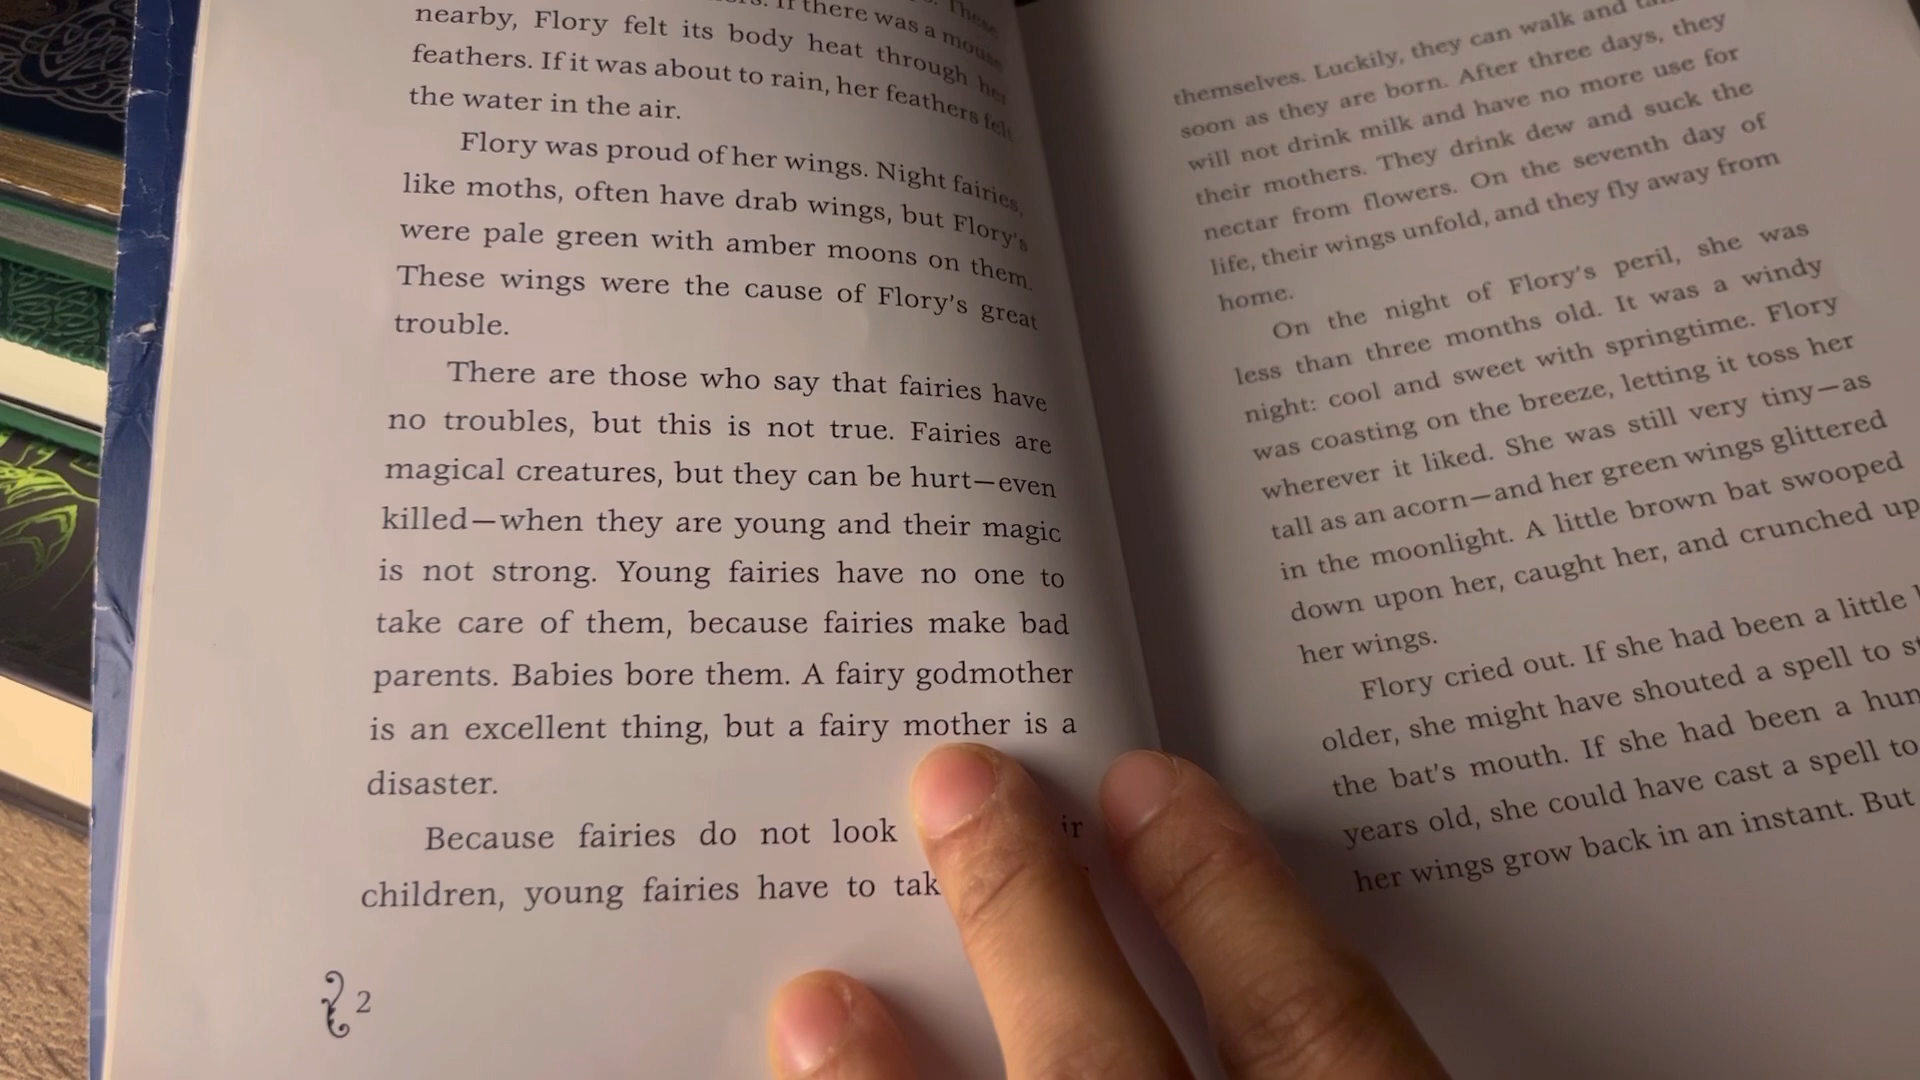 If there was a mouse
nearby, Flory felt its body heat through her
feathers. If it was about to rain, her feathers felt
the water in the air.
Flory was proud of her wings. Night fairies,
like moths, often have drab wings, but Flory's
were pale green with amber moons on them.
These wings were the cause of Flory's great
trouble.
There are those who say that fairies have
no troubles, but this is not true. Fairies are
magical creatures, but they can be hurt—even
killed—when they are young and their magic
is not strong. Young fairies have no one to
take care of them, because fairies make bad
parents. Babies bore them. A fairy godmother
is an excellent thing, but a fairy mother is a
disaster.
Because fairies do not look
children, young fairies have to
2
themselves. Luckily, they can walk and
soon as they are born. After three days, they
will not drink milk and have no more use for
their mothers. They drink dew and suck the
nectar from flowers. On the seventh day of
life, their wings unfold, and they fly away from
home.
On the night of Flory's peril, she was
less than three months old. It was a windy
night: cool and sweet with springtime. Flory
was coasting on the breeze, letting it toss her
wherever it liked. She was still very tiny—as
tall as an acorn—and her green wings glittered
in the moonlight. A little brown bat swooped
down upon her, caught her, and crunched up
her wings.
Flory cried out. If she had been a little
older, she might have shouted a spell to
the bat's mouth. If she had been a
years old, she could have cast a spell to
her wings grow back in an instant. But